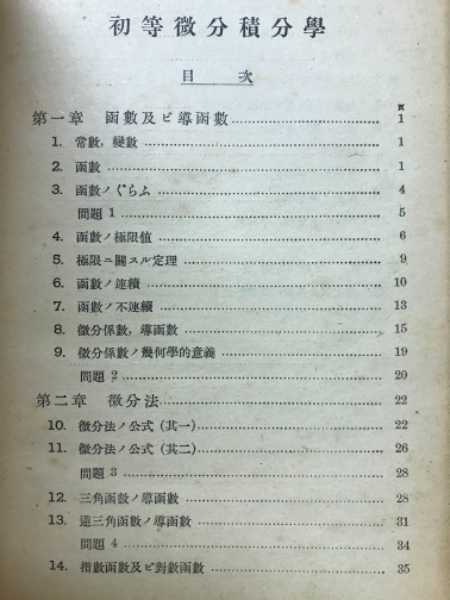 初等微分積分學
目 次
頁
第一章 函數及ビ導函數 1
1. 常數, 變數 1
2. 函數 1
3. 函數ノぐらふ 4
問題 1 5
4. 函數ノ極限値 6
5. 極限ニ關スル定理 9
6. 函數ノ連續 10
7. 函數ノ不連續 13
8. 微分係數, 導函數 15
9. 微分係數ノ幾何學的意義 19
問題 2 20
第二章 微分法 22
10. 微分法ノ公式 (其一) 22
11. 微分法ノ公式 (其二) 26
問題 3 28
12. 三角函數ノ導函數 28
13. 逆三角函數ノ導函數 31
問題 4 34
14. 指數函數及ビ對數函數 35